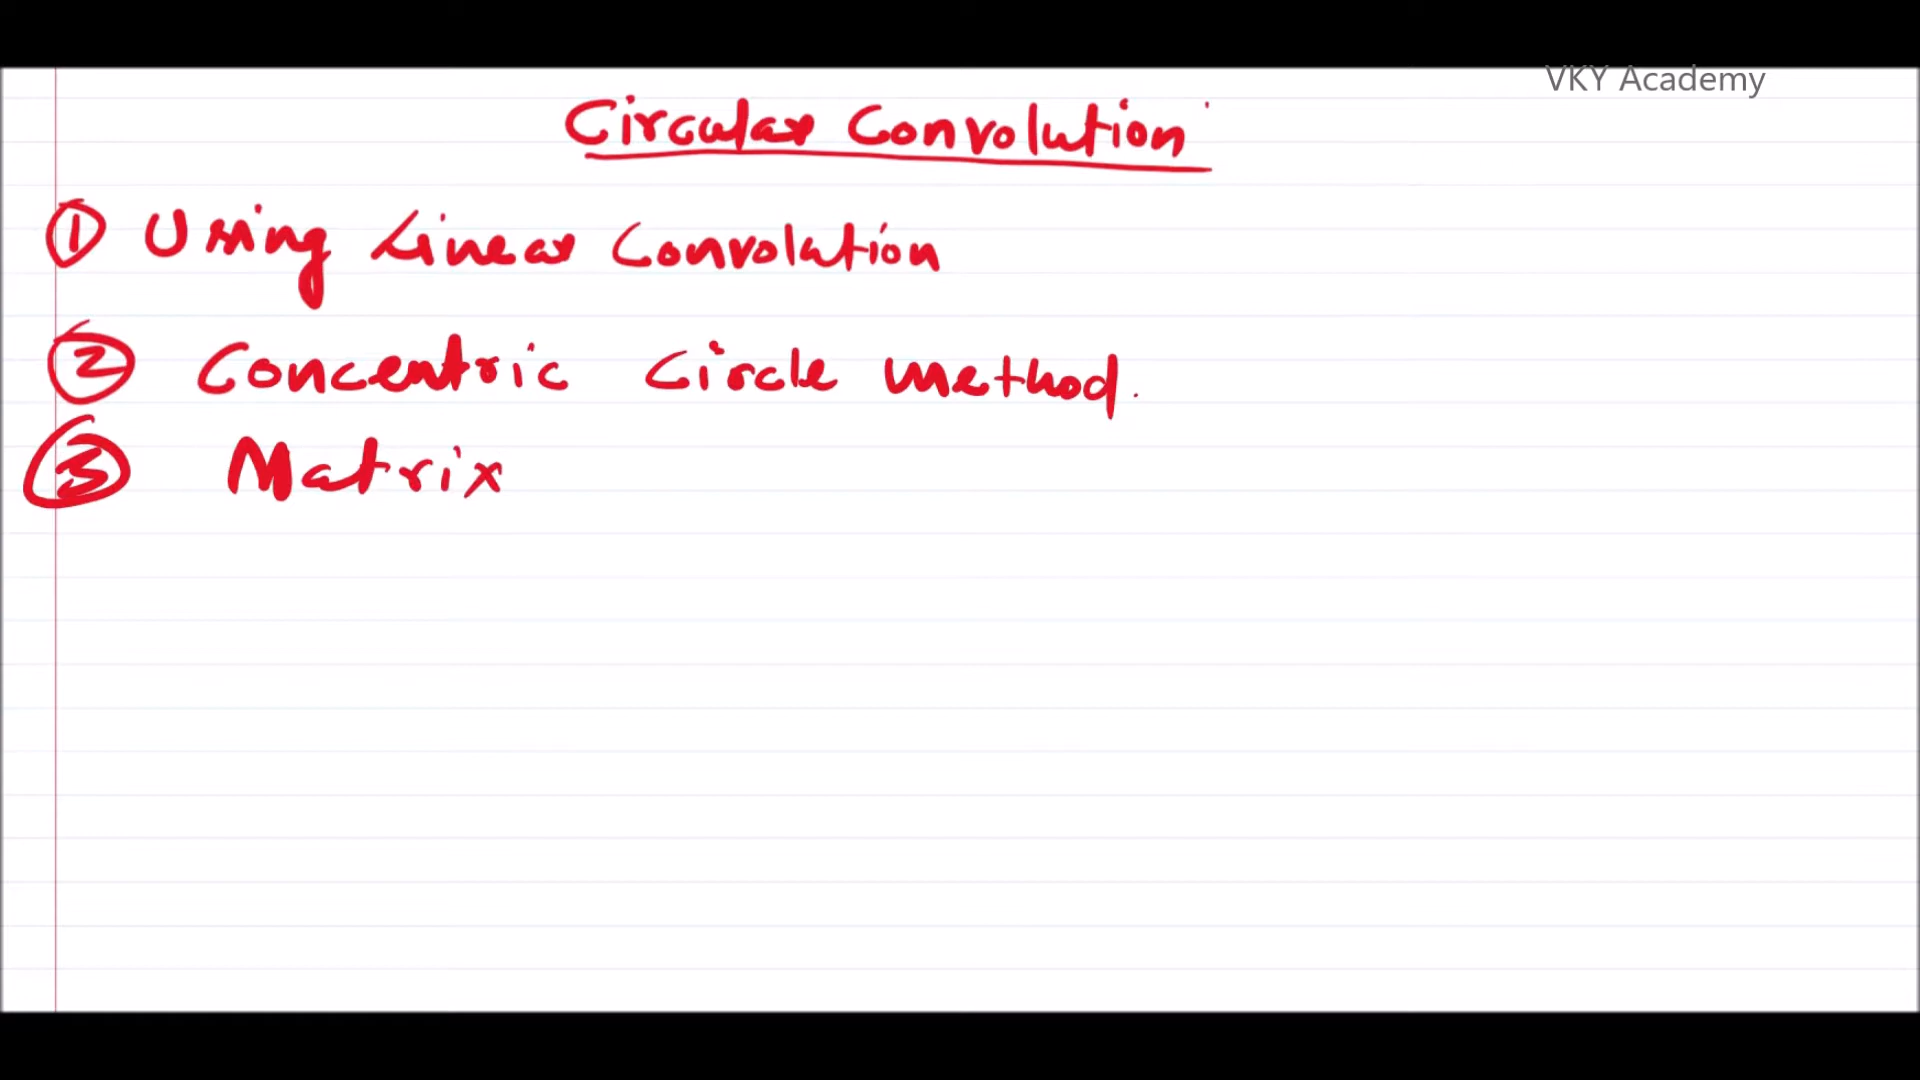 VKY Academy
Circular Convolution
① Using Linear Convolution
② Concentric Circle method.
③ Matrix